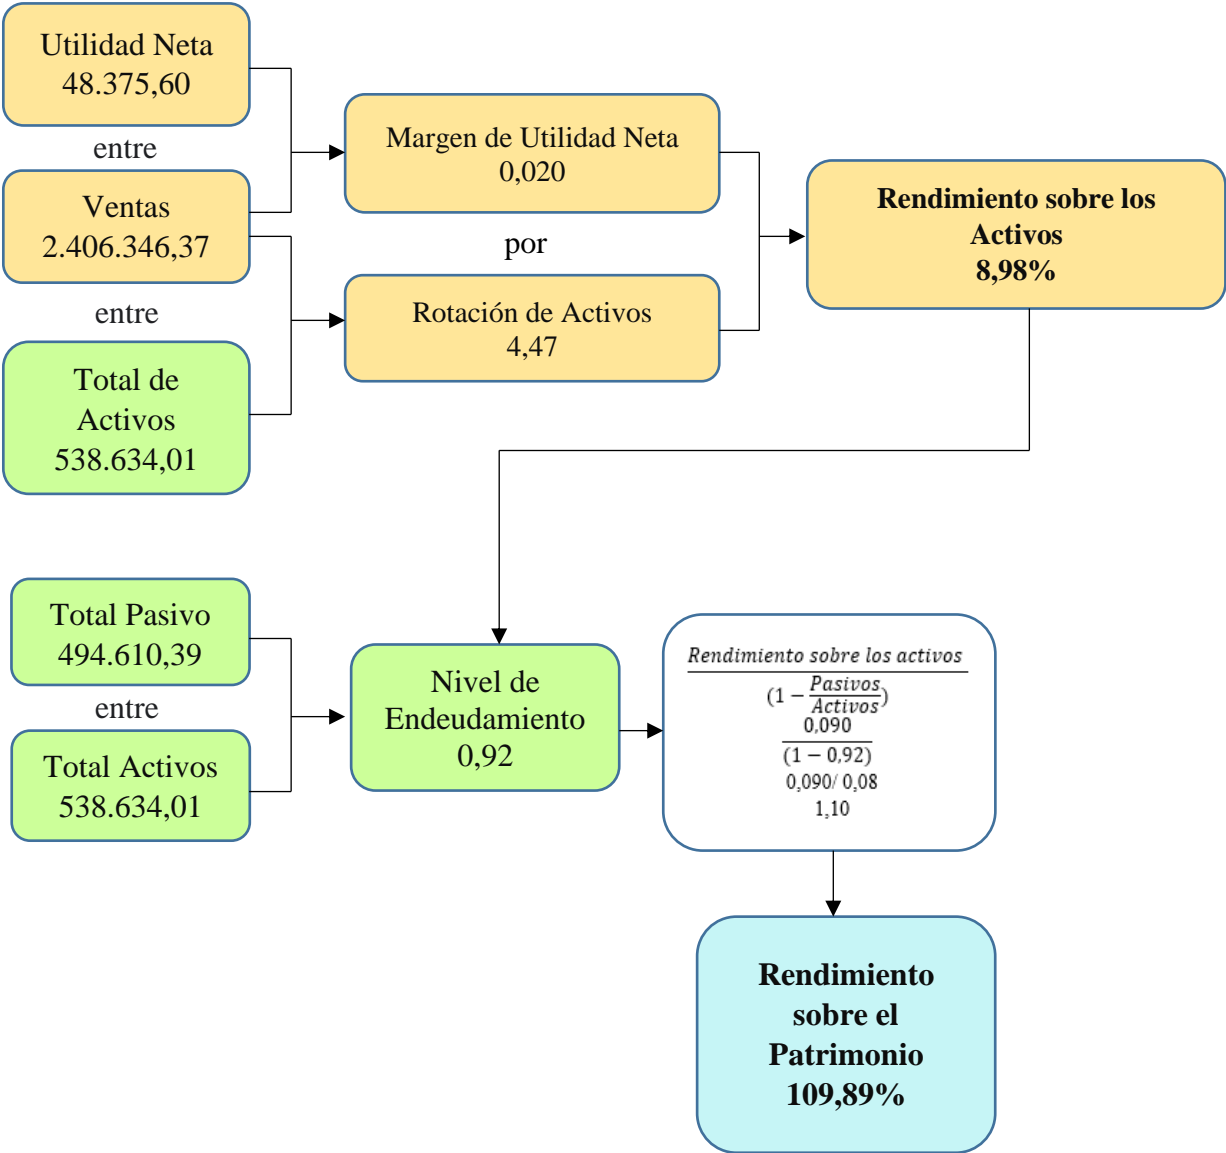 Utilidad Neta
48.375,60
entre
Ventas
2.406.346,37
entre
Total de
Activos
538.634,01
Margen de Utilidad Neta
0,020
por
Rotación de Activos
4,47
Rendimiento sobre los
Activos
8,98%
Total Pasivo
494.610,39
entre
Total Activos
538.634,01
Nivel de
Endeudamiento
0,92
Rendimiento sobre los activos
(1 − Pasivos
Activos)
0,090
(1 − 0,92)
0,090/ 0,08
1,10
Rendimiento
sobre el
Patrimonio
109,89%